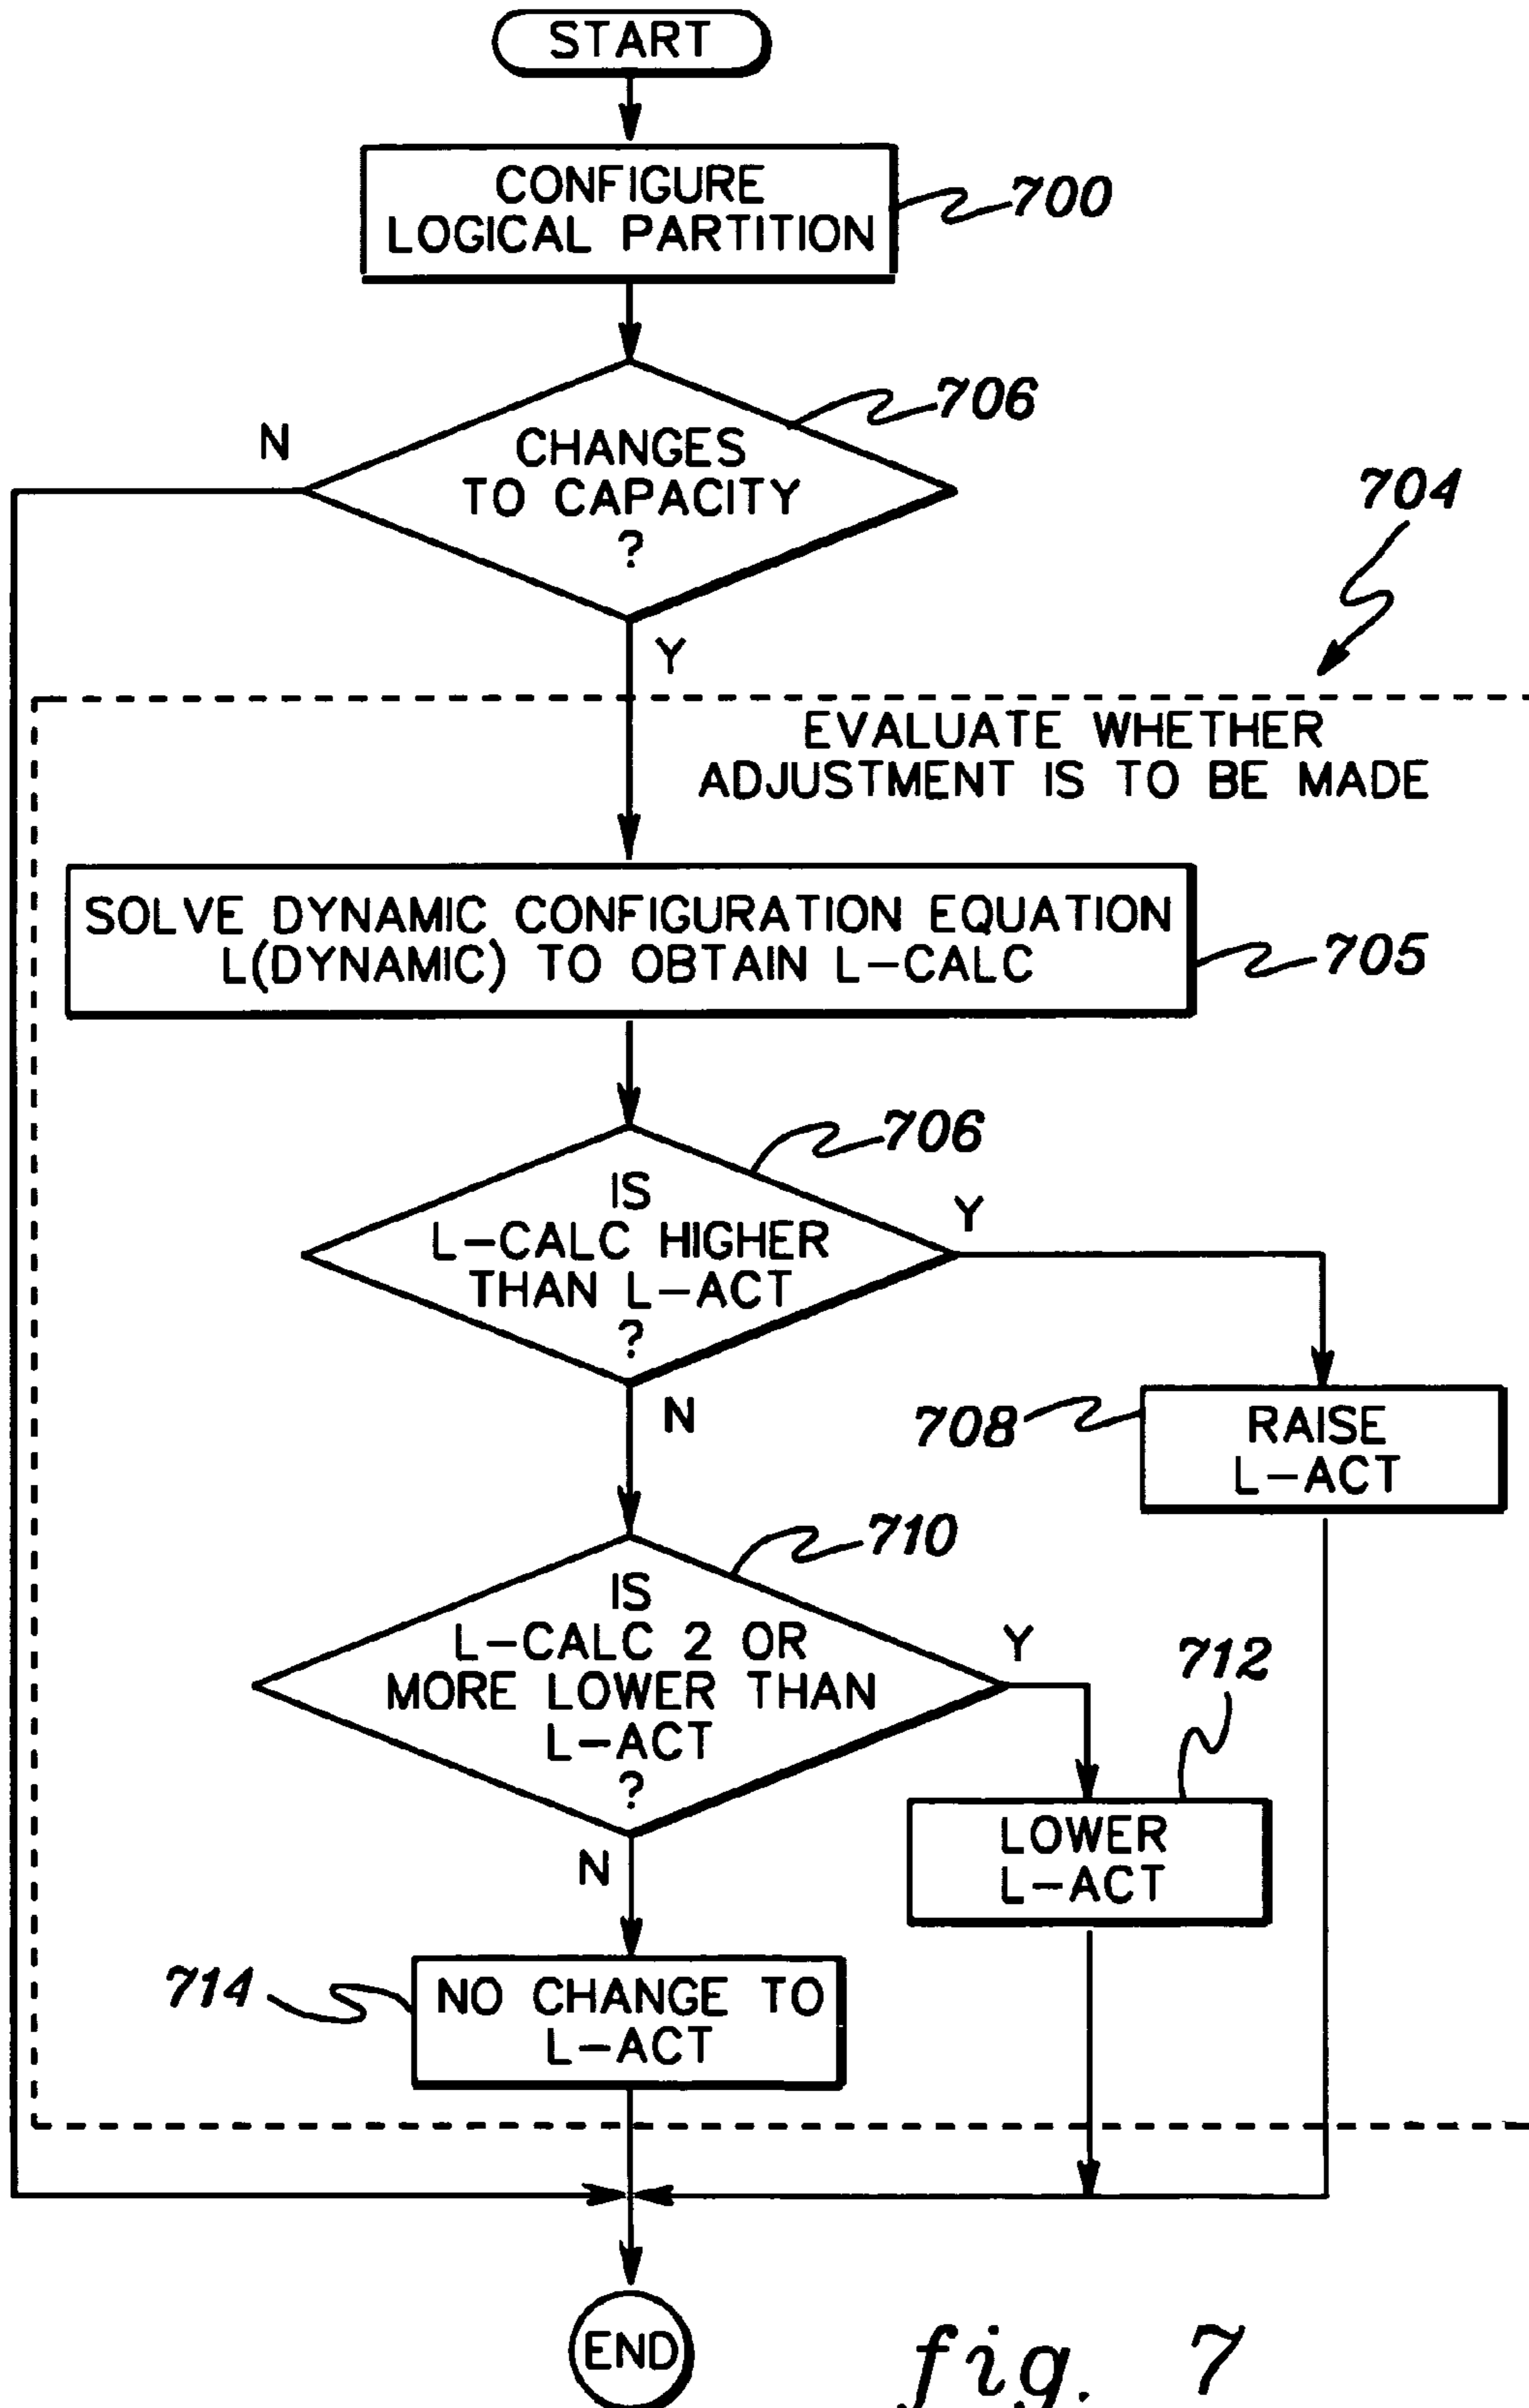 START
CONFIGURE
LOGICAL PARTITION
700
706
N
CHANGES
TO CAPACITY
?
704
Y
EVALUATE WHETHER
ADJUSTMENT IS TO BE MADE
SOLVE DYNAMIC CONFIGURATION EQUATION
L(DYNAMIC) TO OBTAIN L-CALC
705
706
IS
L-CALC HIGHER
THAN L-ACT
?
Y
N
708
RAISE
L-ACT
710
IS
L-CALC 2 OR
MORE LOWER THAN
L-ACT
?
Y
712
N
LOWER
L-ACT
714
NO CHANGE TO
L-ACT
END
fig. 7